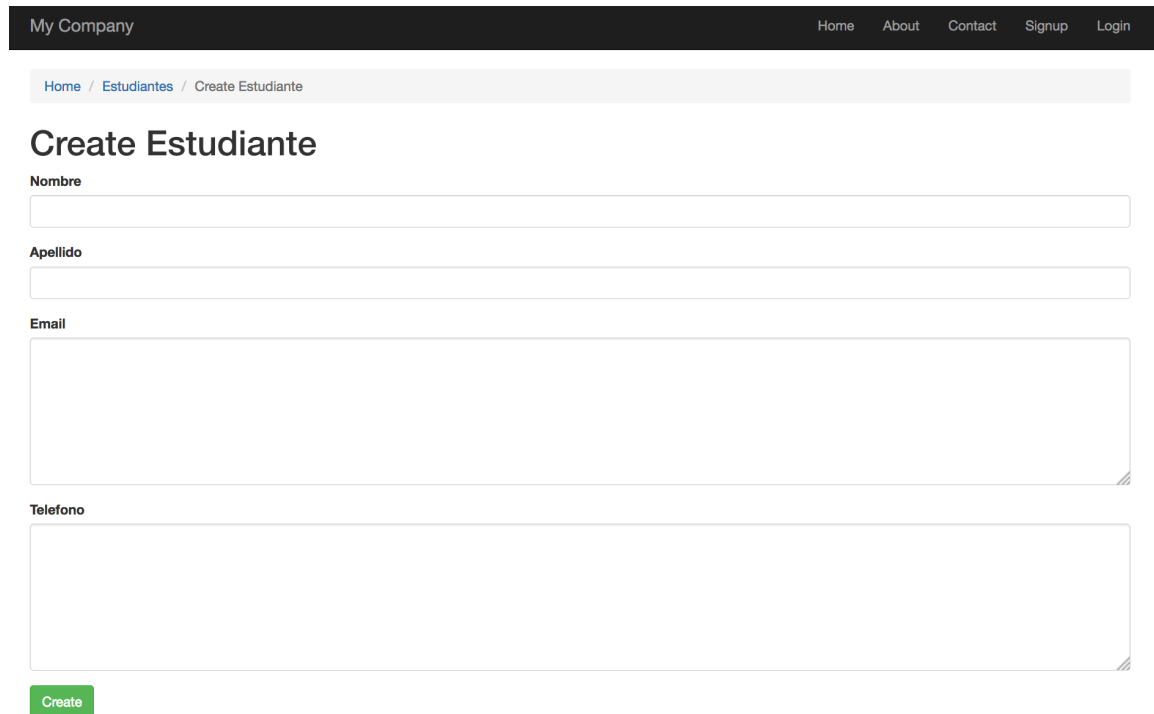 My Company Home About Contact Signup Login
Home / Estudiantes / Create Estudiante
Create Estudiante
Nombre
Apellido
Email
Telefono
Create